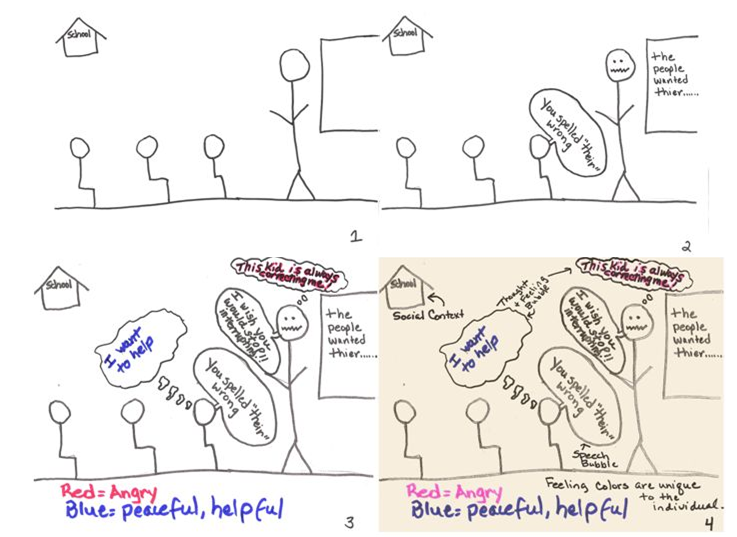 School
1
School
the
people
wanted
thier......
You spelled "their"
wrong
2
School
This kid is always
correcting me!
I wish you
would stop!!
interrupting!
the
people
wanted
thier......
I want
to help
You spelled "their"
wrong
Red= Angry
Blue= peaceful, helpful
3
School
Social Context
Thought + Feeling
Bubble
This kid is always
correcting me!
I wish you
would stop!!
interrupting!
the
people
wanted
thier......
I want
to help
You spelled "their"
wrong
Speech
Bubble
Red= Angry
Blue= peaceful, helpful
Feeling colors are unique
to the
individual.
4